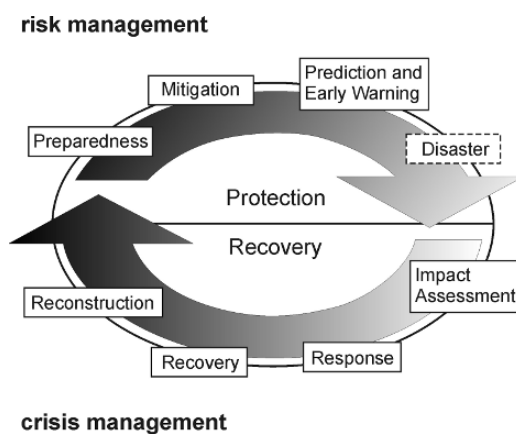 risk management
Mitigation
Prediction and
Early Warning
Preparedness
Disaster
Protection
Recovery
Impact
Assessment
Reconstruction
Recovery
Response
crisis management